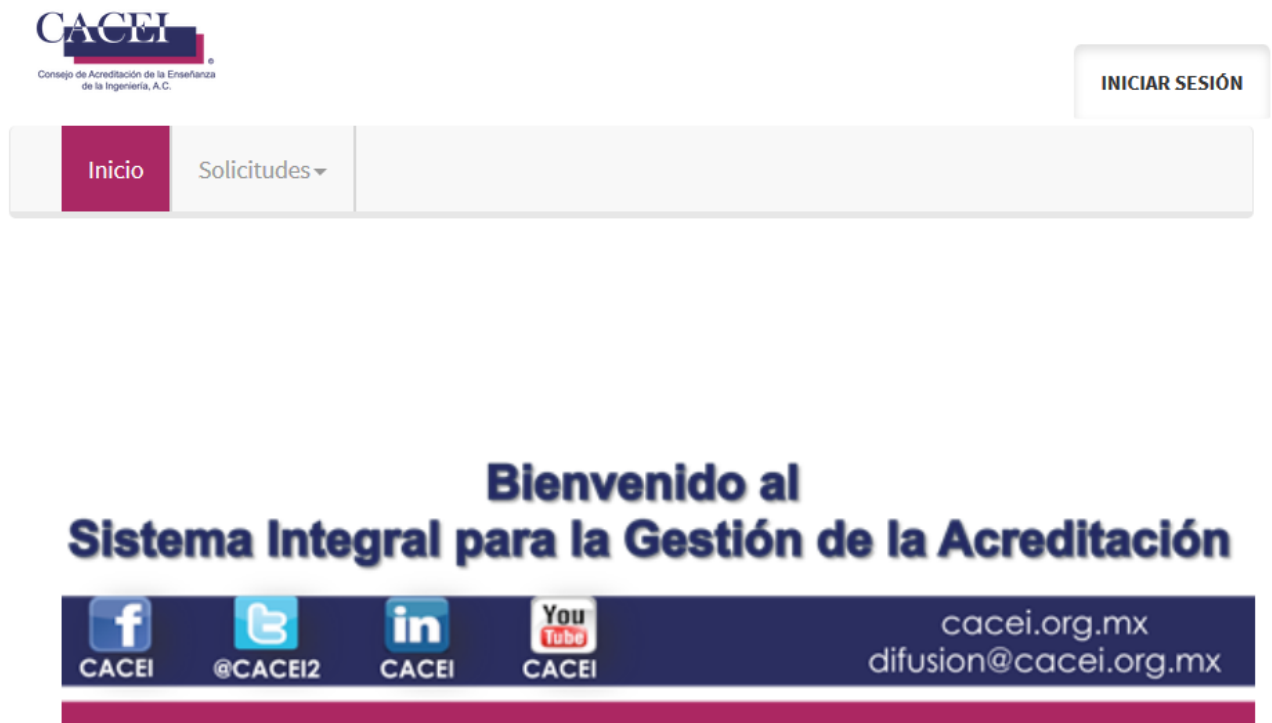 CACEI
Consejo de Acreditación de la Enseñanza
de la Ingeniería, A.C.
INICIAR SESIÓN
Inicio
Solicitudes
Bienvenido al
Sistema Integral para la Gestión de la Acreditación
You
Tube
CACEI
@CACEI2
CACEI
CACEI
cacei.org.mx
difusion@cacei.org.mx